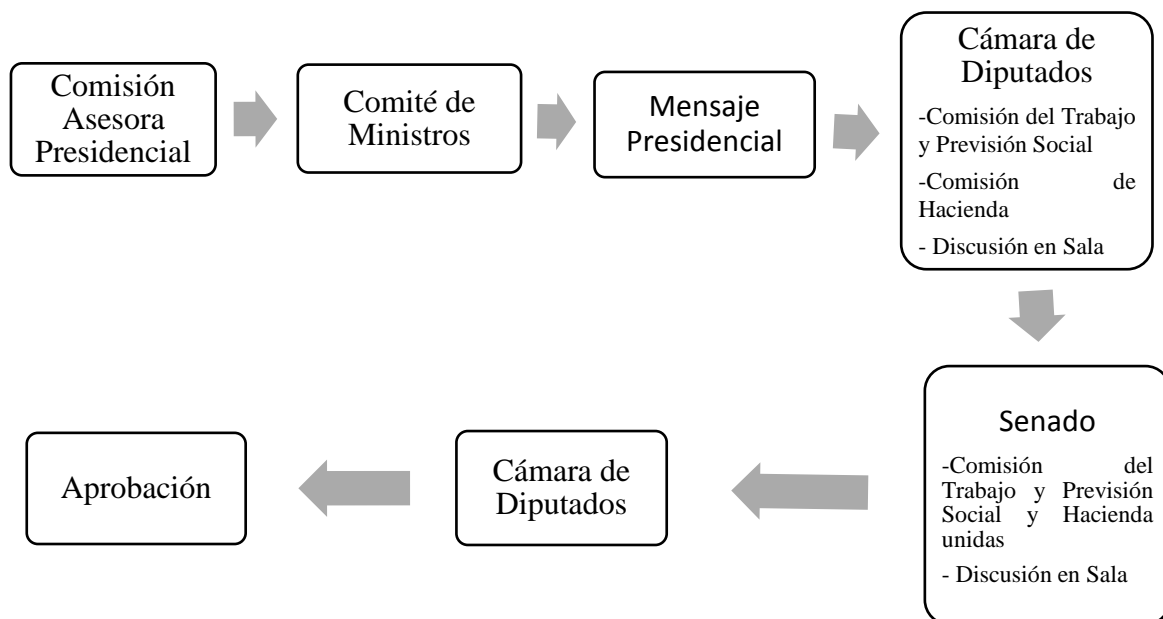 Comisión
Asesora
Presidencial
Comité de
Ministros
Mensaje
Presidencial
Cámara de
Diputados
-Comisión del Trabajo
y Previsión Social
-Comisión de
Hacienda
- Discusión en Sala
Senado
-Comisión del
Trabajo y Previsión
Social y Hacienda
unidas
- Discusión en Sala
Cámara de
Diputados
Aprobación